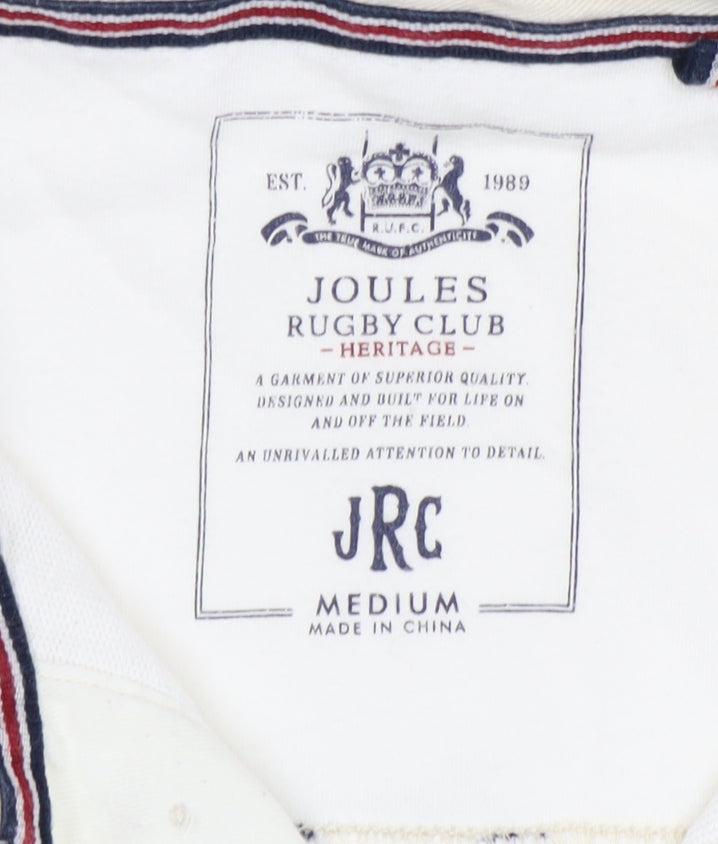 EST. 1989
R.U.F.C.
THE TRUE MARK OF AUTHENTICITY
JOULES
RUGBY CLUB
- HERITAGE -
A GARMENT OF SUPERIOR QUALITY.
DESIGNED AND BUILT FOR LIFE ON
AND OFF THE FIELD.
AN UNRIVALLED ATTENTION TO DETAIL.
JRC
MEDIUM
MADE IN CHINA